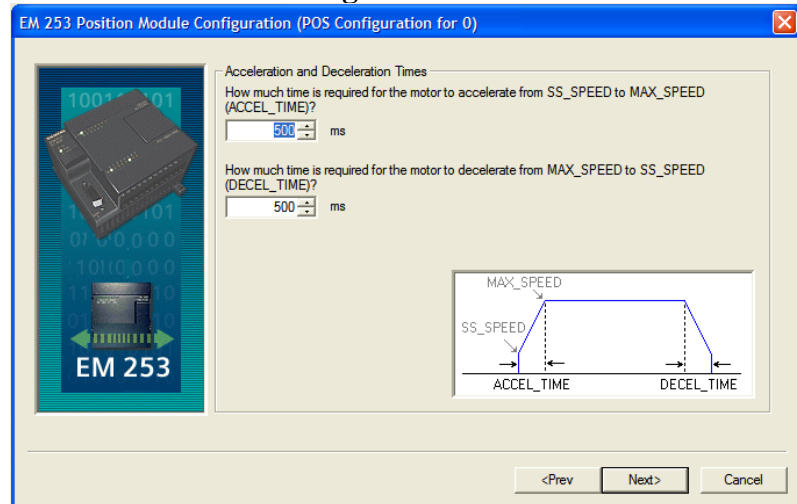 EM 253 Position Module Configuration (POS Configuration for 0)
Acceleration and Deceleration Times
How much time is required for the motor to accelerate from SS_SPEED to MAX_SPEED
(ACCEL_TIME)?
500 ms
How much time is required for the motor to decelerate from MAX_SPEED to SS_SPEED
(DECEL_TIME)?
500 ms
MAX_SPEED
SS_SPEED
ACCEL_TIME DECEL_TIME
EM 253
<Prev Next> Cancel